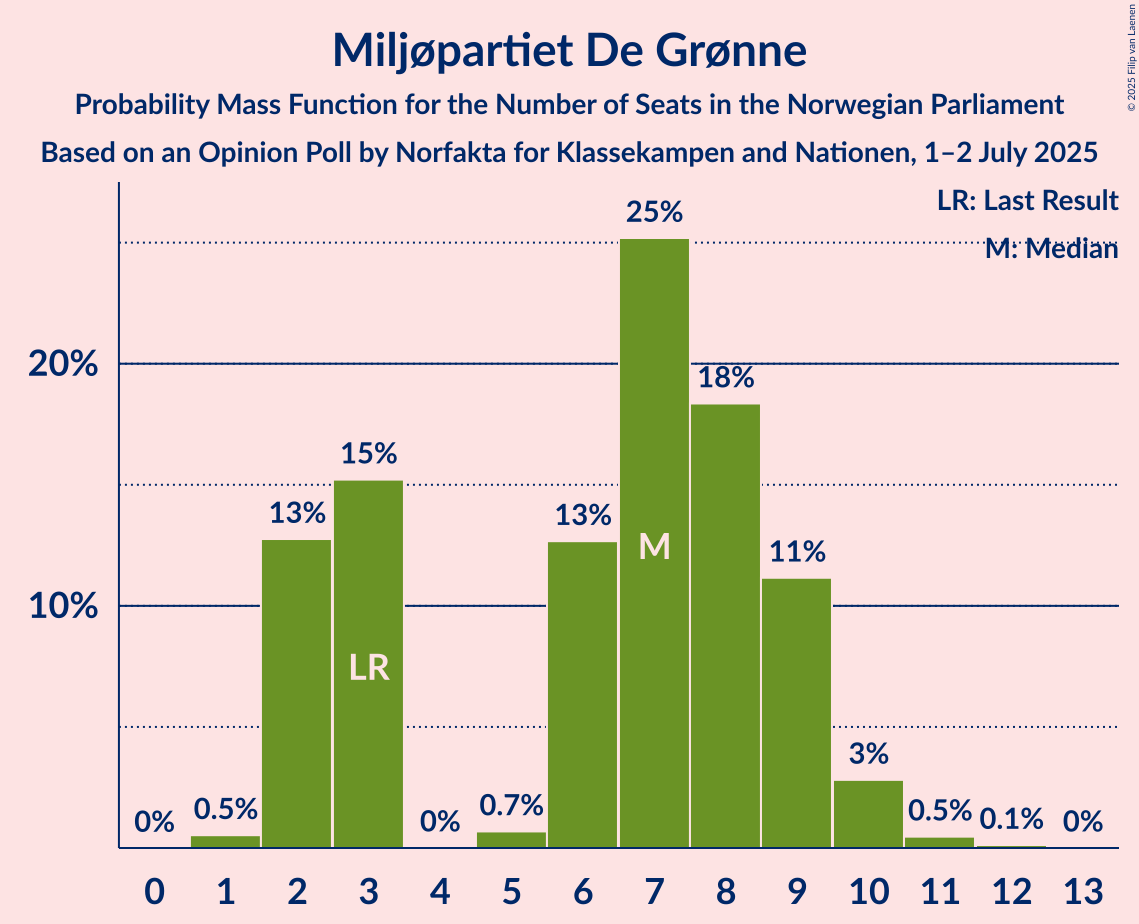 Miljøpartiet De Grønne
Probability Mass Function for the Number of Seats in the Norwegian Parliament
Based on an Opinion Poll by Norfakta for Klassekampen and Nationen, 1–2 July 2025
© 2025 Filip van Laenen
LR: Last Result
M: Median
20%
10%
0%
0.5%
13%
15%
0%
0.7%
13%
25%
18%
11%
3%
0.5%
0.1%
0%
LR
M
0 1 2 3 4 5 6 7 8 9 10 11 12 13